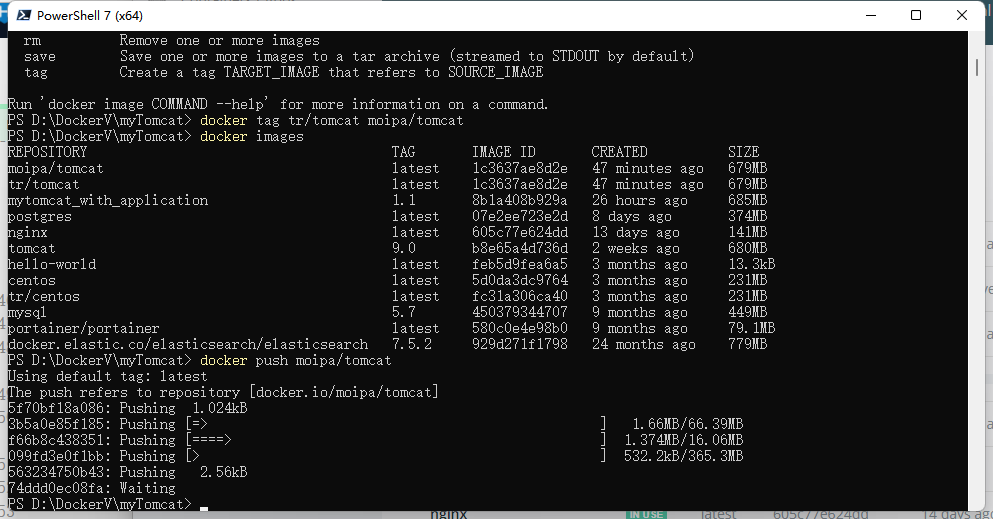 PowerShell 7 (x64)
rm Remove one or more images
save Save one or more images to a tar archive (streamed to STDOUT by default)
tag Create a tag TARGET_IMAGE that refers to SOURCE_IMAGE
Run 'docker image COMMAND --help' for more information on a command.
PS D:\DockerV\myTomcat> docker tag tr/tomcat moipa/tomcat
PS D:\DockerV\myTomcat> docker images
REPOSITORY TAG IMAGE ID CREATED SIZE
moipa/tomcat latest 1c3637ae8d2e 47 minutes ago 679MB
tr/tomcat latest 1c3637ae8d2e 47 minutes ago 679MB
mytomcat_with_application 1.1 8b1a408b929a 26 hours ago 685MB
postgres latest 07e2ee723e2d 8 days ago 374MB
nginx latest 605c77e624dd 13 days ago 141MB
tomcat 9.0 b8e65a4d736d 2 weeks ago 680MB
hello-world latest feb5d9fea6a5 3 months ago 13.3kB
centos latest 5d0da3dc9764 3 months ago 231MB
tr/centos latest fc31a306ca40 3 months ago 231MB
mysql 5.7 450379344707 9 months ago 449MB
portainer/portainer latest 580c0e4e98b0 9 months ago 79.1MB
docker.elastic.co/elasticsearch/elasticsearch 7.5.2 929d271f1798 24 months ago 779MB
PS D:\DockerV\myTomcat> docker push moipa/tomcat
Using default tag: latest
The push refers to repository [docker.io/moipa/tomcat]
5f70bf18a086: Pushing 1.024kB
3b5a0e85f185: Pushing [=> ] 1.66MB/66.39MB
f66b8c438351: Pushing [====> ] 1.374MB/16.06MB
099fd3e0f1bb: Pushing [> ] 532.2kB/365.3MB
563234750b43: Pushing 2.56kB
74ddd0ec08fa: Waiting
PS D:\DockerV\myTomcat>
nginx IN USE latest 605c77e624dd 14 days ago